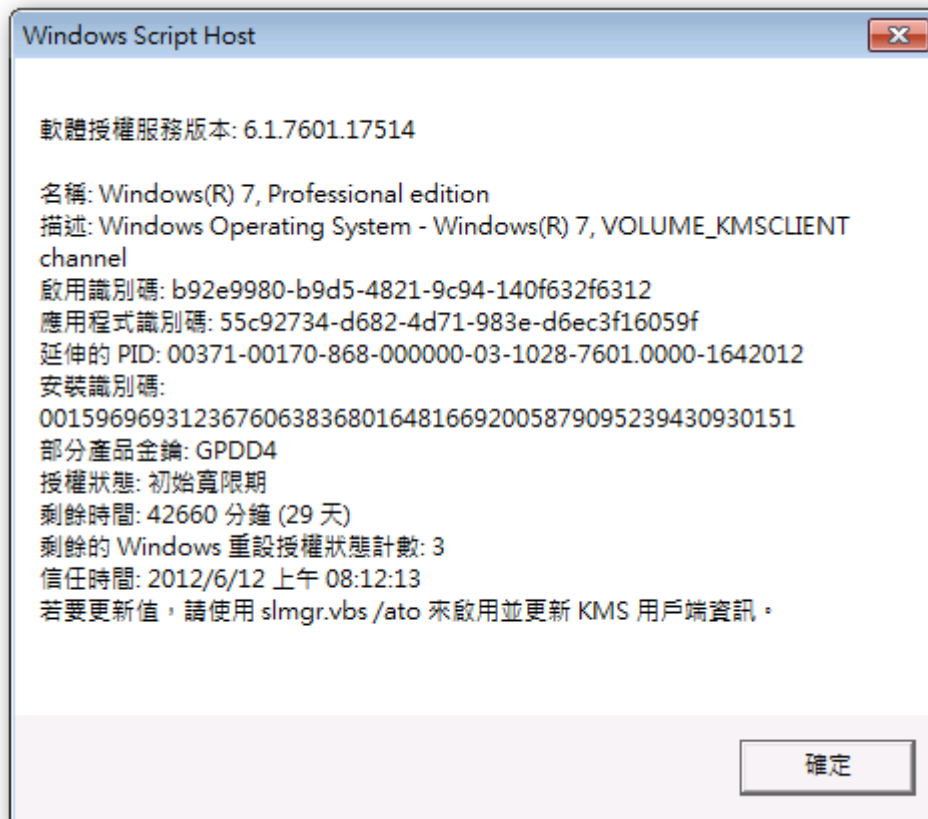 Windows Script Host
軟體授權服務版本: 6.1.7601.17514
名稱: Windows(R) 7, Professional edition
描述: Windows Operating System - Windows(R) 7, VOLUME_KMSCLIENT
channel
啟用識別碼: b92e9980-b9d5-4821-9c94-140f632f6312
應用程式識別碼: 55c92734-d682-4d71-983e-d6ec3f16059f
延伸的 PID: 00371-00170-868-000000-03-1028-7601.0000-1642012
安裝識別碼:
001596969312367606383680164816692005879095239430930151
部分產品金鑰: GPDD4
授權狀態: 初始寬限期
剩餘時間: 42660 分鐘 (29 天)
剩餘的 Windows 重設授權狀態計數: 3
信任時間: 2012/6/12 上午 08:12:13
若要更新值，請使用 slmgr.vbs /ato 來啟用並更新 KMS 用戶端資訊。
確定